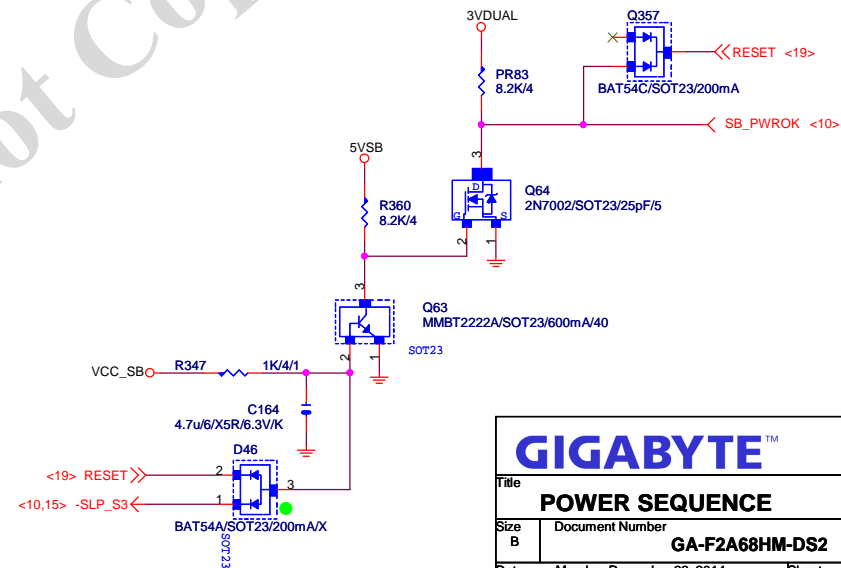 ot Cop
3VDUAL
Q357
RESET <19>
PR83
8.2K/4
BAT54C/SOT23/200mA
SB_PWROK <10>
3
5VSB
D
Q64
2N7002/SOT23/25pF/5
G
S
R360
8.2K/4
2
1
3
Q63
MMBT2222A/SOT23/600mA/40
SOT23
2
1
VCC_SB
R347
1K/4/1
C164
4.7u/6/X5R/6.3V/K
D46
<19> RESET
2
3
<10,15> -SLP_S3
1
BAT54A/SOT23/200mA/X
SOT23
GIGABYTE™
Title
POWER SEQUENCE
Size
B
Document Number
GA-F2A68HM-DS2